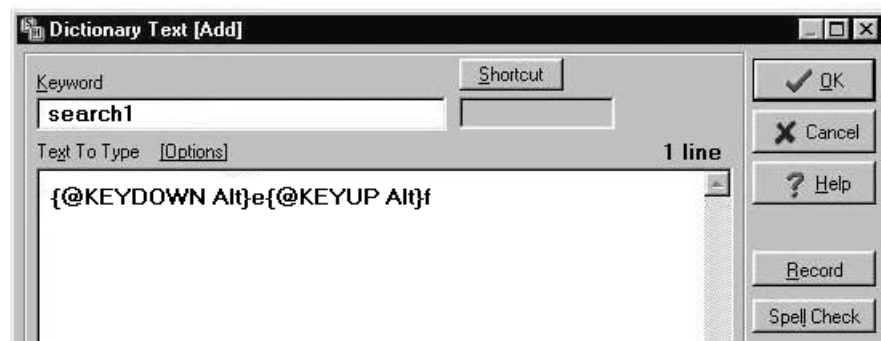 Dictionary Text [Add]
Keyword
Shortcut
search1
Text To Type [Options] 1 line
{@KEYDOWN Alt}e{@KEYUP Alt}f
OK
Cancel
? Help
Record
Spell Check